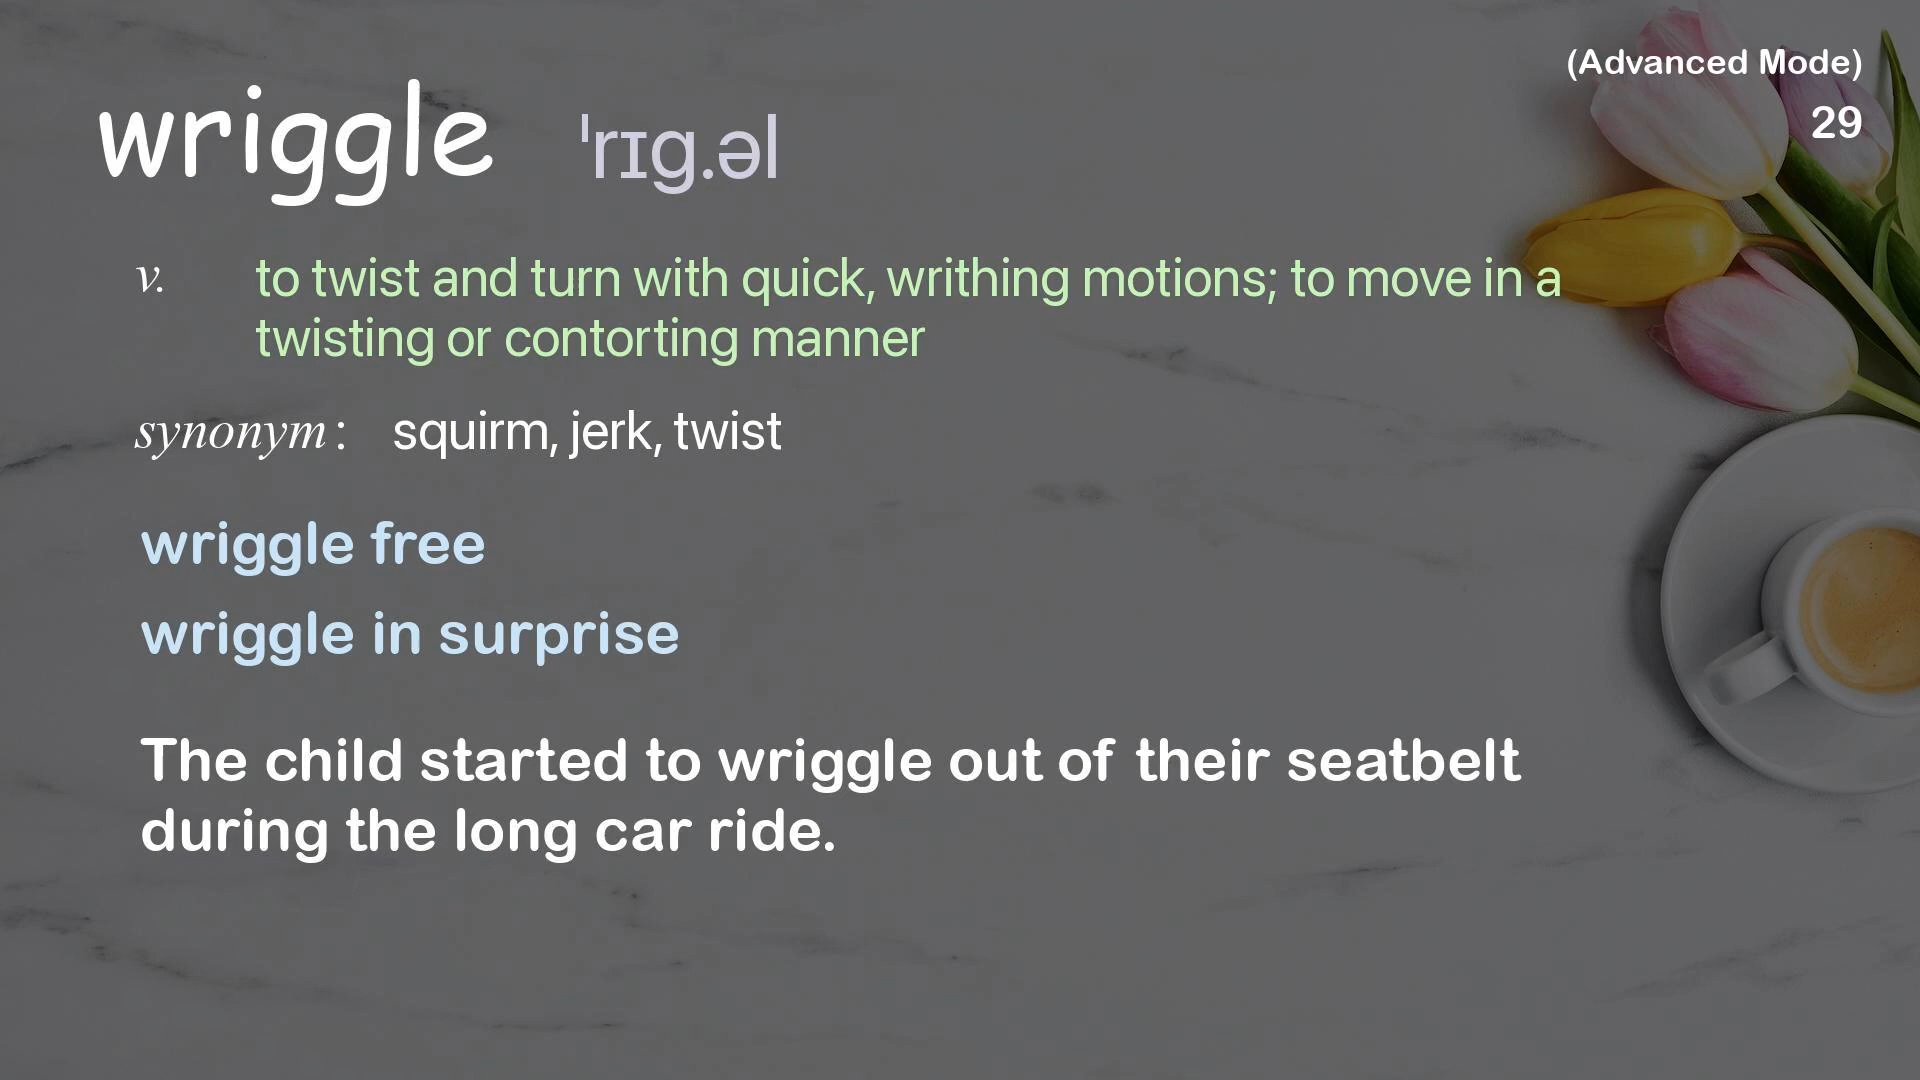 (Advanced Mode)
29
wriggle ˈrɪg.əl
v. to twist and turn with quick, writhing motions; to move in a
twisting or contorting manner
synonym : squirm, jerk, twist
wriggle free
wriggle in surprise
The child started to wriggle out of their seatbelt
during the long car ride.